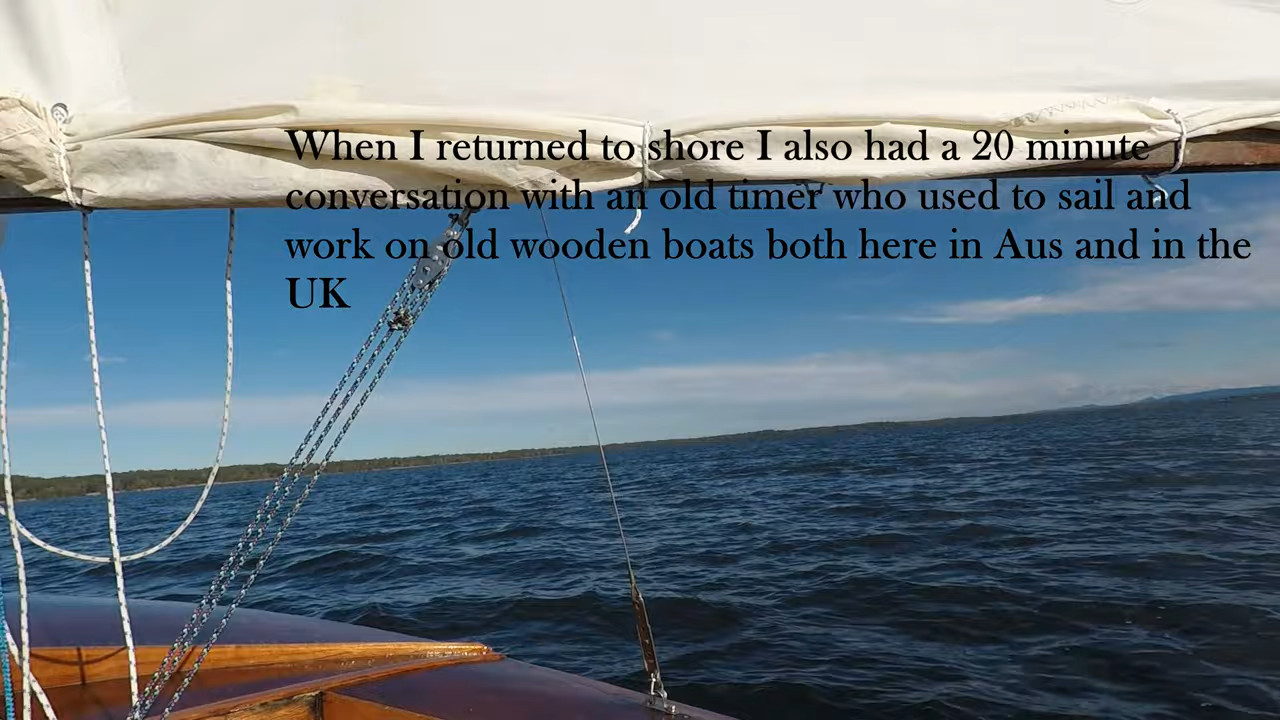 When I returned to shore I also had a 20 minute
conversation with an old timer who used to sail and
work on old wooden boats both here in Aus and in the
UK